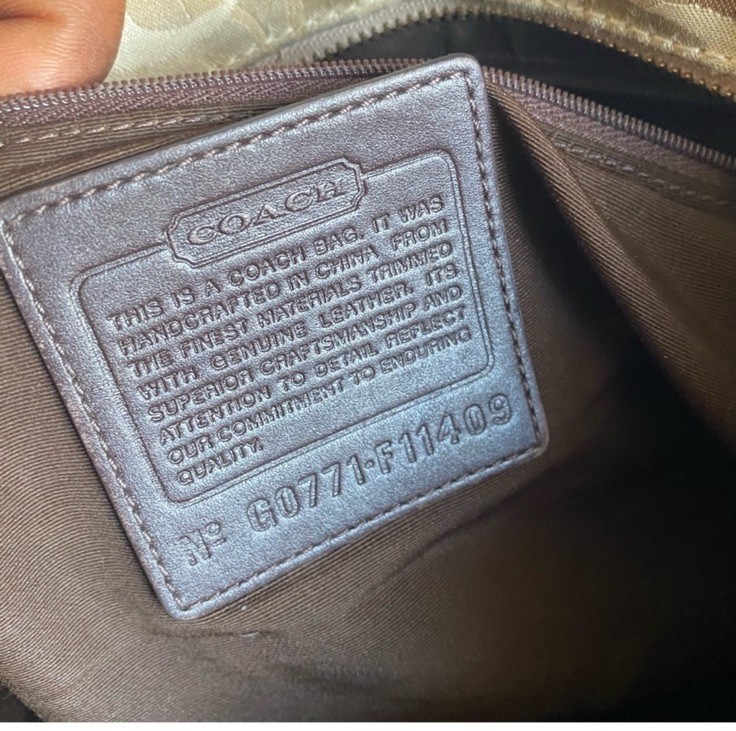 COACH
THIS IS A COACH BAG. IT WAS
HANDCRAFTED IN CHINA FROM
THE FINEST MATERIALS TRIMMED
WITH GENUINE LEATHER. ITS
SUPERIOR CRAFTSMANSHIP AND
ATTENTION TO DETAIL REFLECT
OUR COMMITMENT TO ENDURING
QUALITY.
Nº G0771-F11409